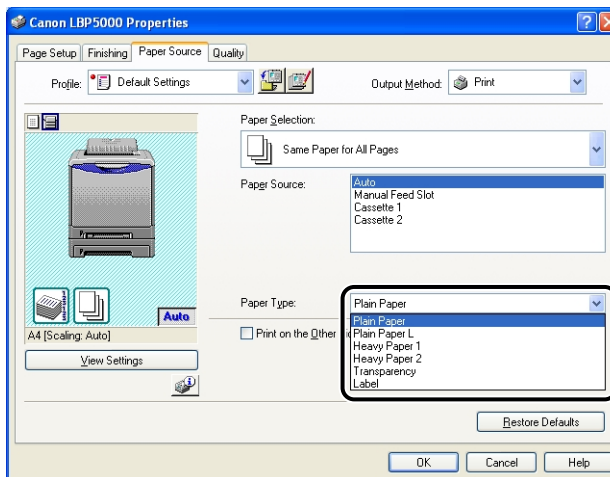 Canon LBP5000 Properties
Page Setup Finishing Paper Source Quality
Profile: Default Settings Output Method: Print
Paper Selection:
Same Paper for All Pages
Paper Source:
Auto
Manual Feed Slot
Cassette 1
Cassette 2
Auto
A4 [Scaling: Auto]
View Settings
Paper Type: Plain Paper
Plain Paper
Plain Paper L
Heavy Paper 1
Heavy Paper 2
Transparency
Label
Print on the Other
Restore Defaults
OK Cancel Help